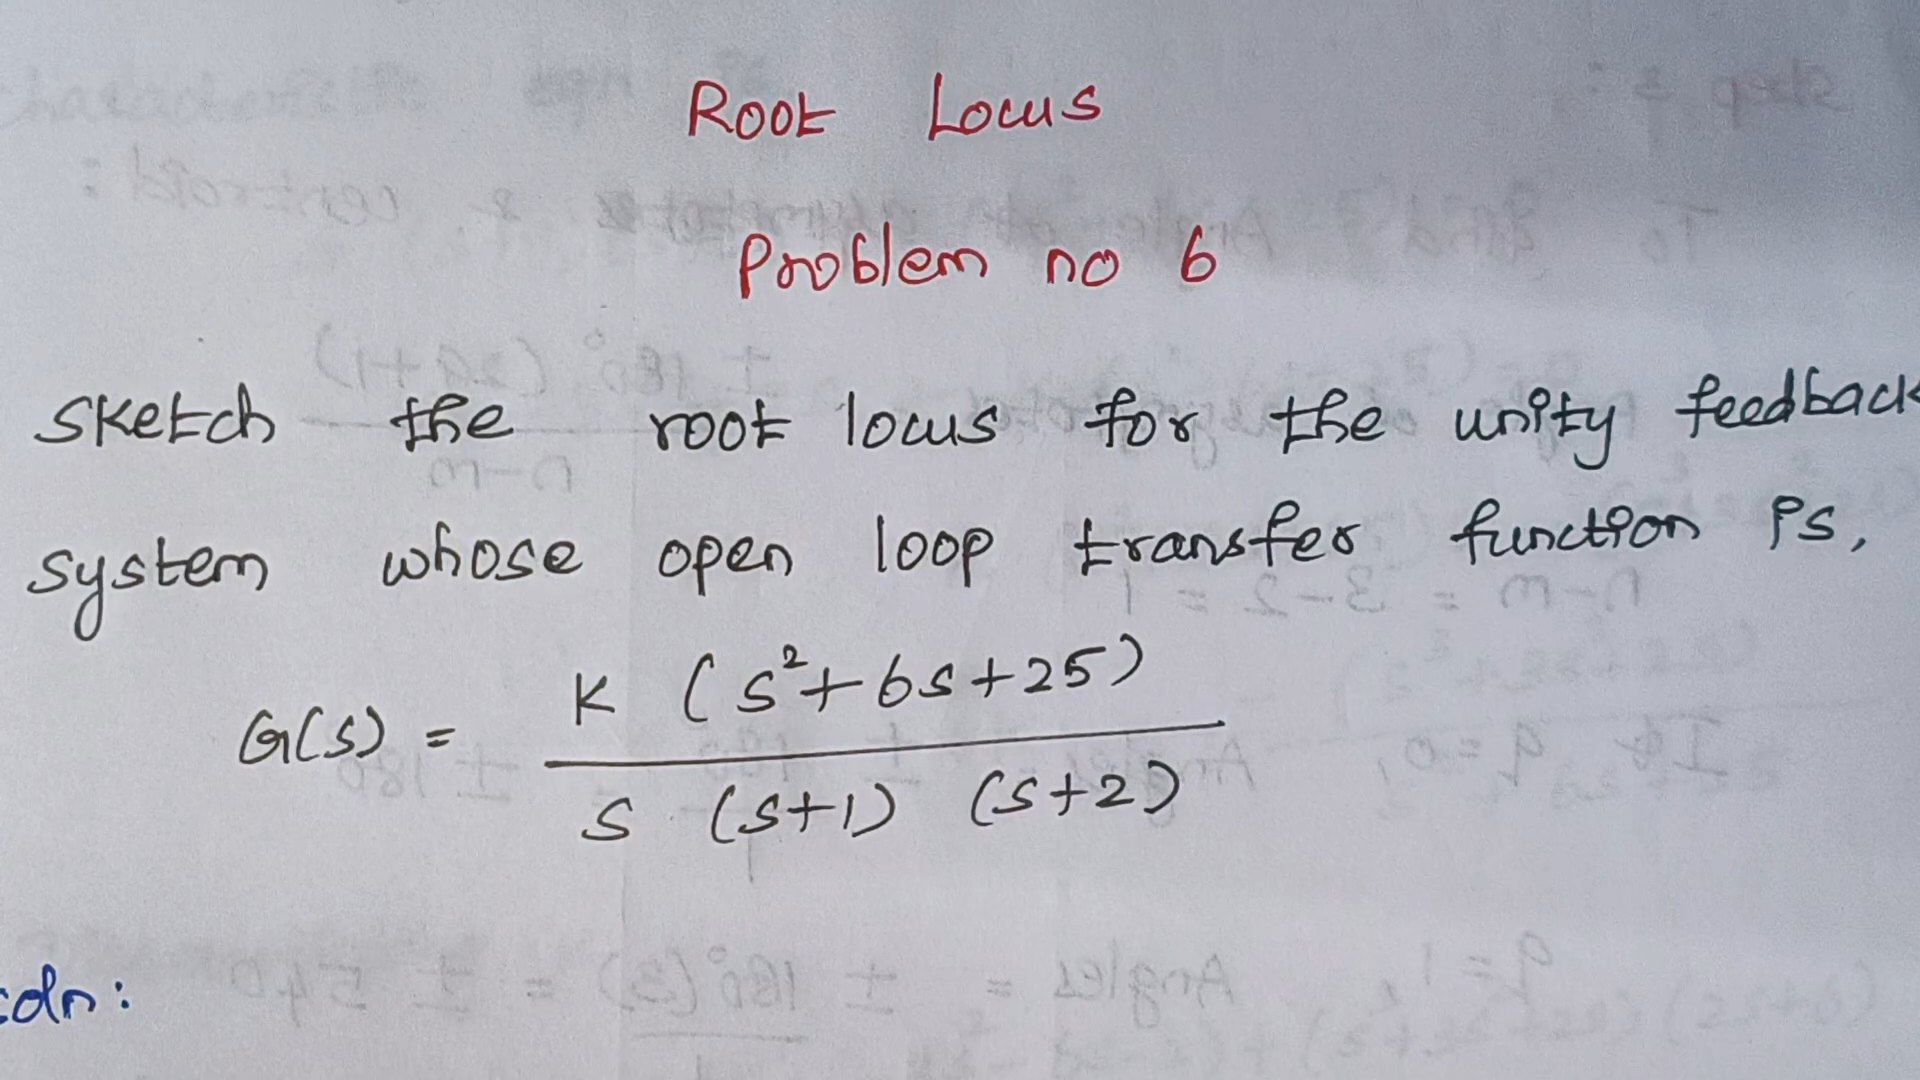 Root Locus
Problem no 6
Sketch the root locus for the unity feedback
system whose open loop transfer function is,
G(s) = K (s²+6s+25)
s (s+1) (s+2)
soln: